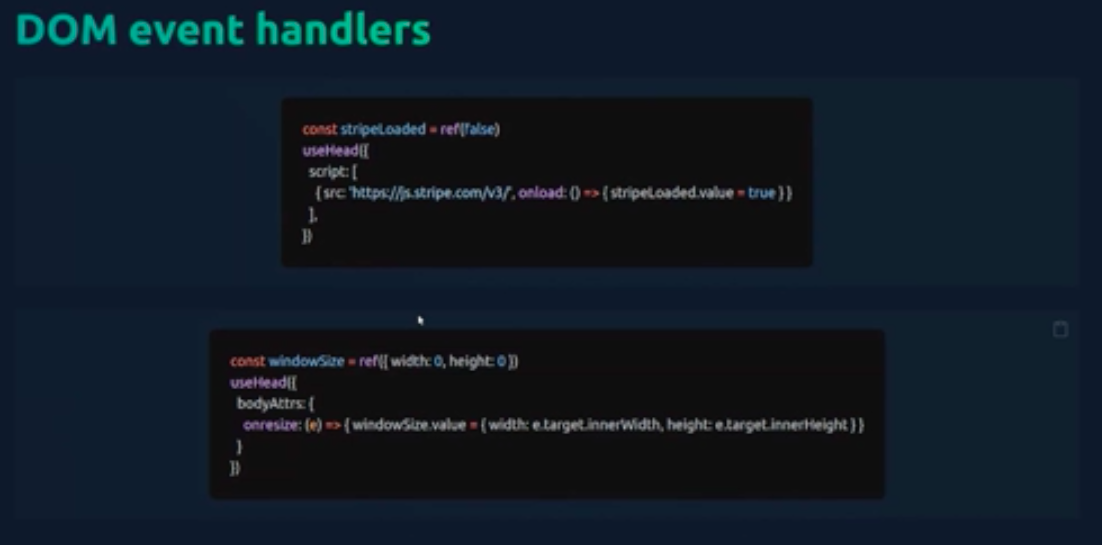 DOM event handlers
const stripeLoaded = ref(false)
useHead({
script: [
{ src: 'https://js.stripe.com/v3/', onload: () => { stripeLoaded.value = true } }
],
})
const windowSize = ref({ width: 0, height: 0 })
useHead({
bodyAttrs: {
onresize: (e) => { windowSize.value = { width: e.target.innerWidth, height: e.target.innerHeight } }
}
})